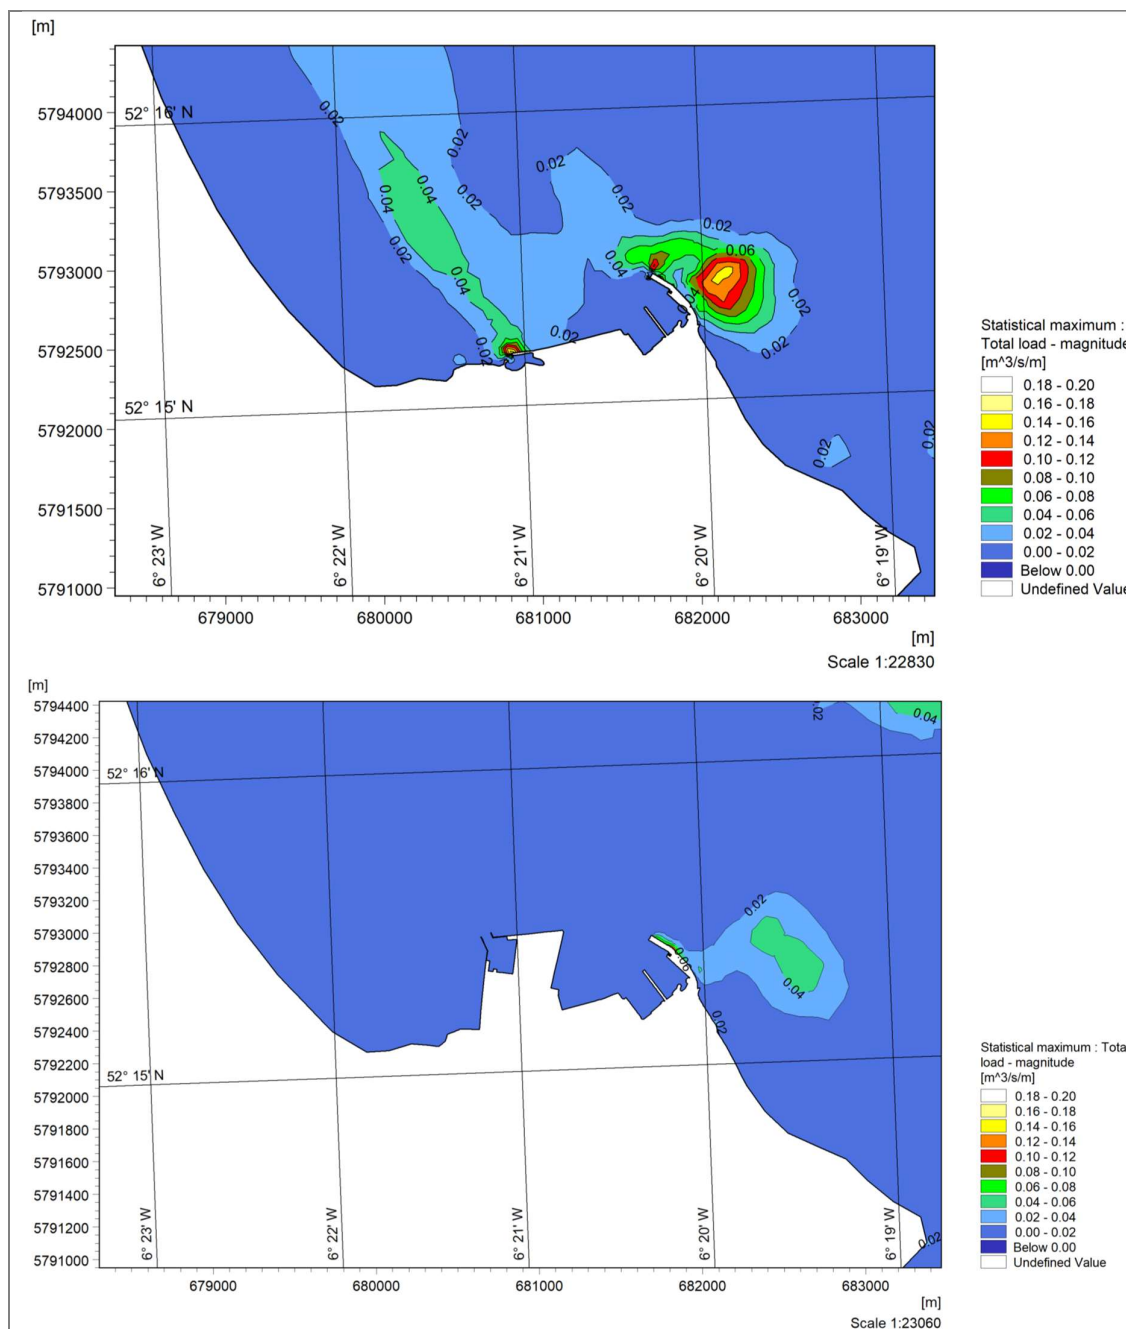 [m]
5794000
5793500
5793000
5792500
5792000
5791500
5791000
52° 16' N
52° 15' N
0.02
0.02
0.04
0.04
0.02
0.02
0.04
0.02
0.02
0.02
0.04
0.02
0.06
0.04
0.02
0.02
0.02
0.02
0.02
6° 23' W
6° 22' W
6° 21' W
6° 20' W
6° 19' W
679000 680000 681000 682000 683000
[m]
Scale 1:22830
Statistical maximum :
Total load - magnitude
[m^3/s/m]
0.18 - 0.20
0.16 - 0.18
0.14 - 0.16
0.12 - 0.14
0.10 - 0.12
0.08 - 0.10
0.06 - 0.08
0.04 - 0.06
0.02 - 0.04
0.00 - 0.02
Below 0.00
Undefined Value
[m]
5794400
5794200
5794000
5793800
5793600
5793400
5793200
5793000
5792800
5792600
5792400
5792200
5792000
5791800
5791600
5791400
5791200
5791000
52° 16' N
52° 15' N
0.02
0.04
0.02
0.06
0.04
0.02
0.02
6° 23' W
6° 22' W
6° 21' W
6° 20' W
6° 19' W
679000 680000 681000 682000 683000
[m]
Scale 1:23060
Statistical maximum : Total
load - magnitude
[m^3/s/m]
0.18 - 0.20
0.16 - 0.18
0.14 - 0.16
0.12 - 0.14
0.10 - 0.12
0.08 - 0.10
0.06 - 0.08
0.04 - 0.06
0.02 - 0.04
0.00 - 0.02
Below 0.00
Undefined Value